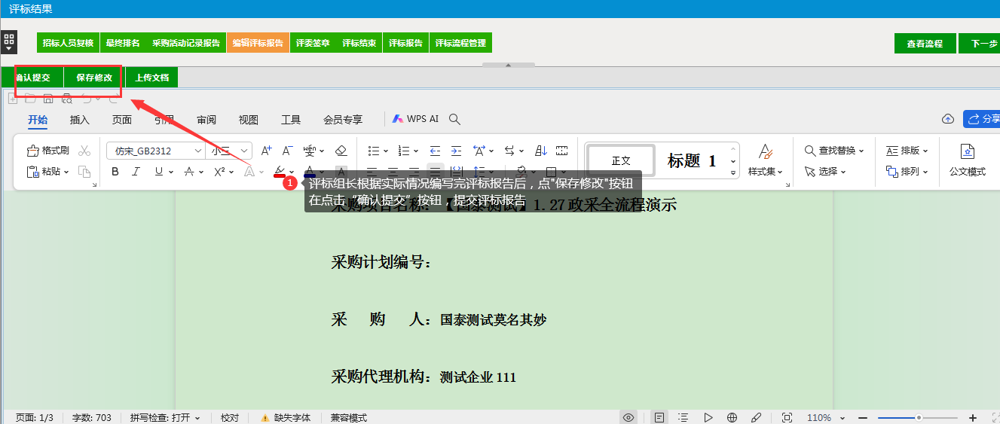 评标结果
招标人员复核 最终排名 采购活动记录报告 编辑评标报告 评委签章 评标结束 评标报告 评标流程管理 查看流程 下一步
确认提交 保存修改 上传文档
开始 插入 页面 引用 审阅 视图 工具 会员专享 WPS AI 分享
格式刷 仿宋_GB2312 小三 A+ A- 查找替换 排版
粘贴 B I U A X² A A A 正文 标题 1 样式集 选择 排列 公文模式
1 评标组长根据实际情况编写完评标报告后，点"保存修改"按钮
在点击“确认提交”按钮，提交评标报告
采购项目名称：【国泰测试】1.27政采全流程演示
采购计划编号：
采 购 人：国泰测试莫名其妙
采购代理机构：测试企业111
页面: 1/3 字数: 703 拼写检查: 打开 校对 缺失字体 兼容模式 110%